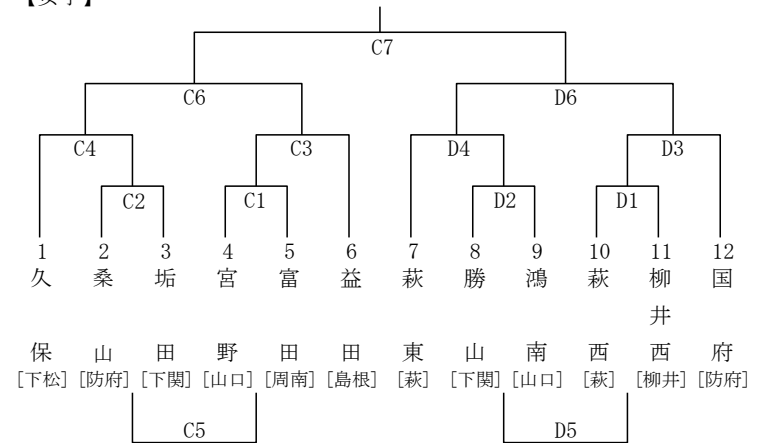 【女子】
C7
C6 D6
C4 C3 D4 D3
C2 C1 D2 D1
1 2 3 4 5 6 7 8 9 10 11 12
久保 桑山 垢田 宮野 富田 益田 萩東 勝山 鴻南 萩西 柳井西 国府
[下松] [防府] [下関] [山口] [周南] [島根] [萩] [下関] [山口] [萩] [柳井] [防府]
C5 D5